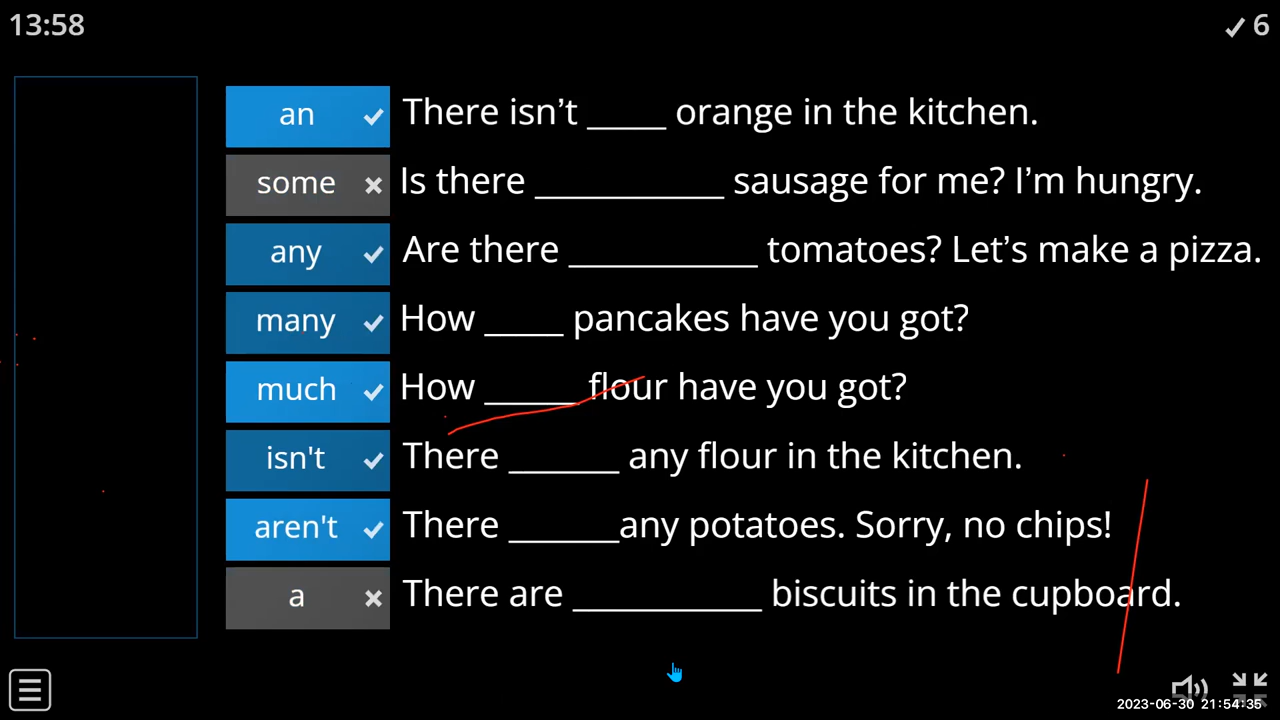 13:58
6
an There isn’t _____ orange in the kitchen.
some Is there ____________ sausage for me? I’m hungry.
any Are there ____________ tomatoes? Let’s make a pizza.
many How _____ pancakes have you got?
much How ______ flour have you got?
isn't There _______ any flour in the kitchen.
aren't There _______any potatoes. Sorry, no chips!
a There are ____________ biscuits in the cupboard.
2023-06-30 21:54:35